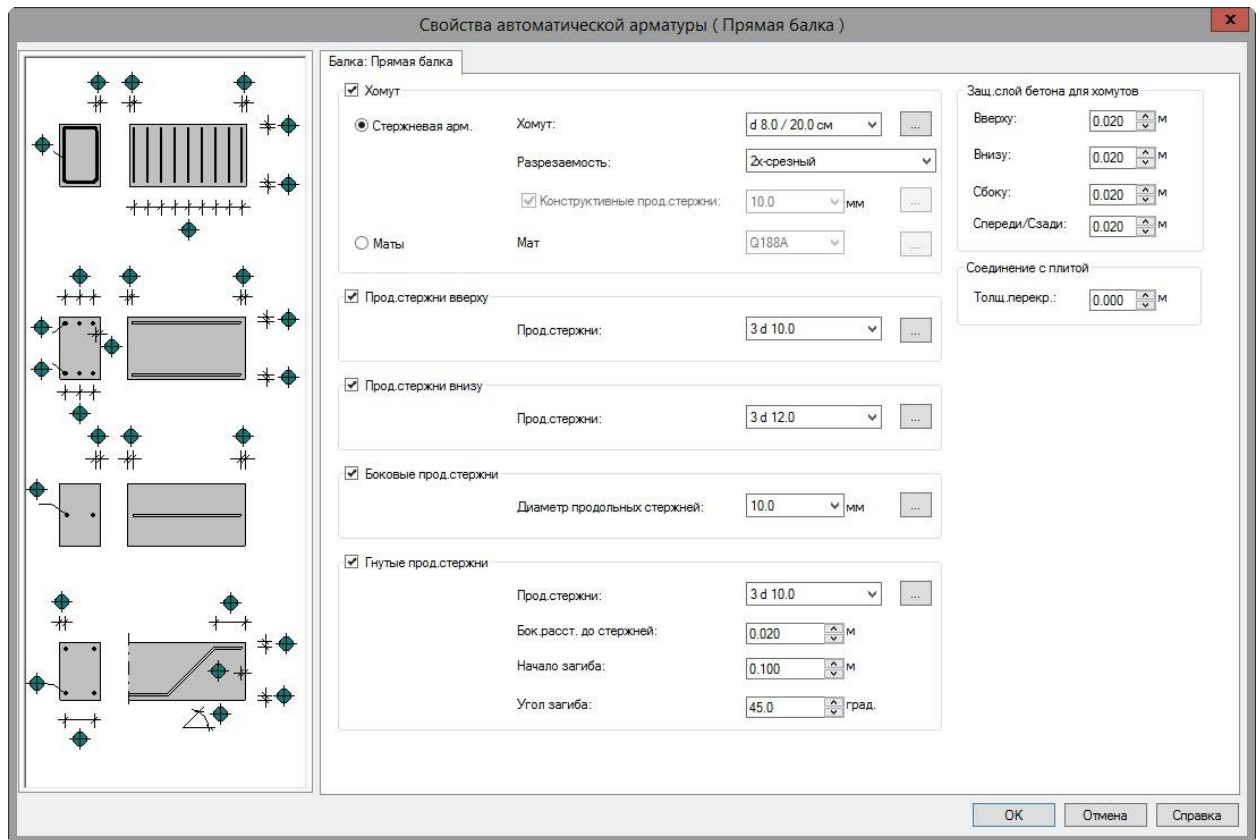 Свойства автоматической арматуры ( Прямая балка )
x
Балка: Прямая балка
Хомут
Стержневая арм.
Хомут:
d 8.0 / 20.0 см
...
Разрезаемость:
2х-срезный
Конструктивные прод.стержни:
10.0
мм
...
Маты
Мат
Q188A
...
Прод.стержни вверху
Прод.стержни:
3 d 10.0
...
Прод.стержни внизу
Прод.стержни:
3 d 12.0
...
Боковые прод.стержни
Диаметр продольных стержней:
10.0
мм
...
Гнутые прод.стержни
Прод.стержни:
3 d 10.0
...
Бок.расст. до стержней:
0.020
м
Начало загиба:
0.100
м
Угол загиба:
45.0
град.
Защ.слой бетона для хомутов
Вверху:
0.020
м
Внизу:
0.020
м
Сбоку:
0.020
м
Спереди/Сзади:
0.020
м
Соединение с плитой
Толщ.перекр.:
0.000
м
OK
Отмена
Справка